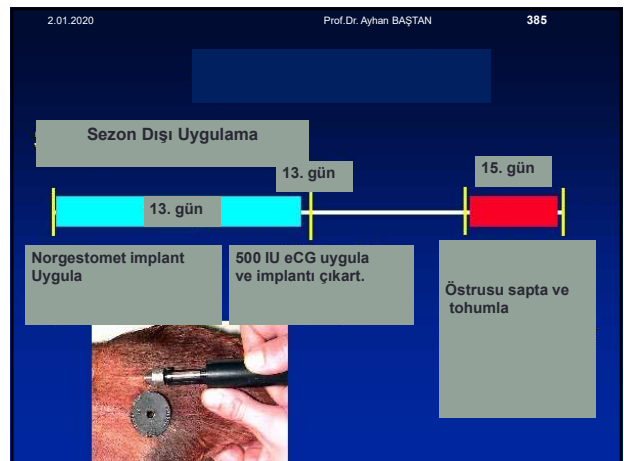 2.01.2020
Prof.Dr. Ayhan BAŞTAN
385
Sezon Dışı Uygulama
13. gün
15. gün
13. gün
Norgestomet implant
Uygula
500 IU eCG uygula
ve implantı çıkart.
Östrusu sapta ve
tohumla